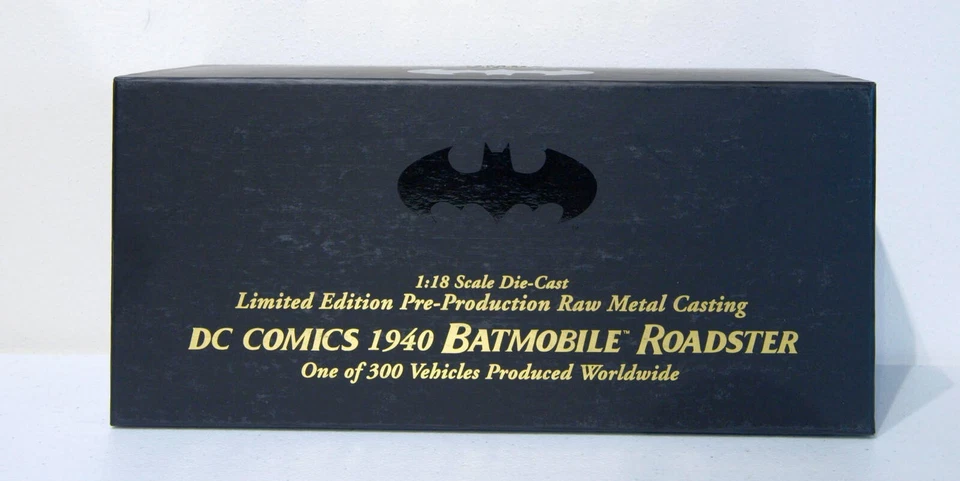 1:18 Scale Die-Cast
Limited Edition Pre-Production Raw Metal Casting
DC COMICS 1940 BATMOBILE™ ROADSTER
One of 300 Vehicles Produced Worldwide